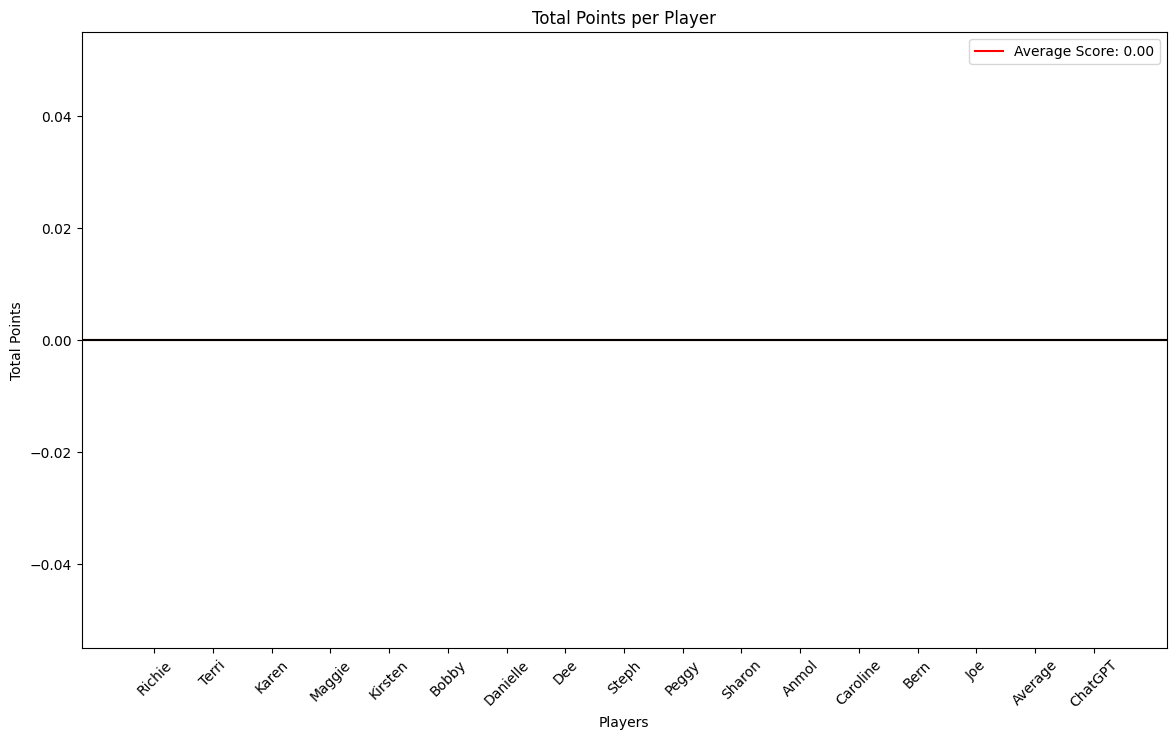 Total Points per Player
Average Score: 0.00
Total Points
0.04
0.02
0.00
−0.02
−0.04
Richie
Terri
Karen
Maggie
Kirsten
Bobby
Danielle
Dee
Steph
Peggy
Sharon
Anmol
Caroline
Bern
Joe
Average
ChatGPT
Players